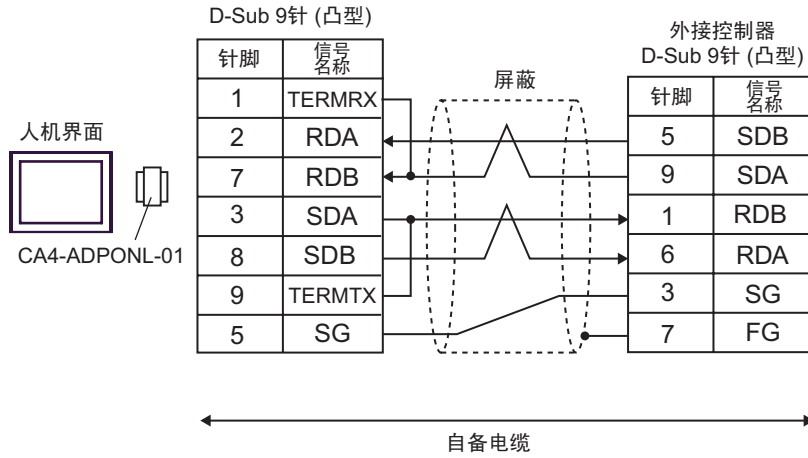 D-Sub 9针 (凸型)
针脚 信号名称
1 TERMRX
2 RDA
7 RDB
3 SDA
8 SDB
9 TERMTX
5 SG
人机界面
CA4-ADPONL-01
屏蔽
外接控制器
D-Sub 9针 (凸型)
针脚 信号名称
5 SDB
9 SDA
1 RDB
6 RDA
3 SG
7 FG
自备电缆